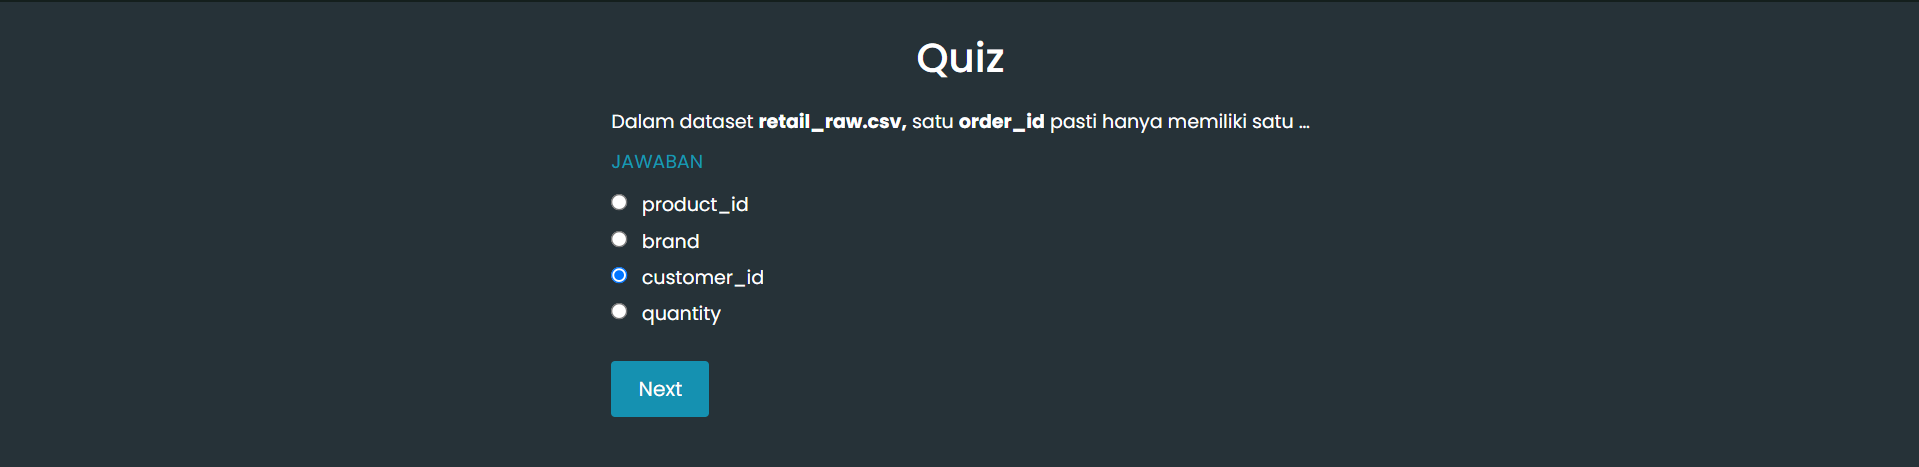 Quiz
Dalam dataset retail_raw.csv, satu order_id pasti hanya memiliki satu ...
JAWABAN
product_id
brand
customer_id
quantity
Next